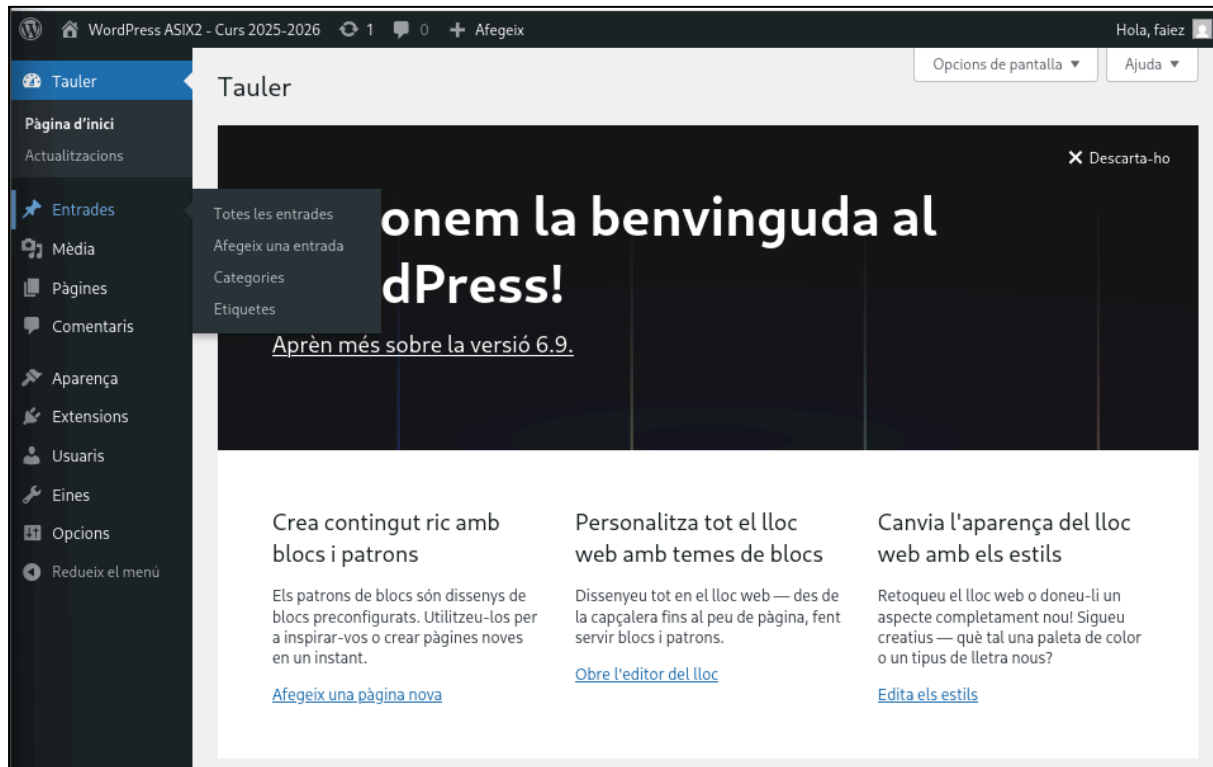 WordPress ASIX2 - Curs 2025-2026 1 0 Afegeix Hola, faiez
Tauler
Pàgina d'inici
Actualitzacions
Entrades
Mèdia
Pàgines
Comentaris
Aparença
Extensions
Usuaris
Eines
Opcions
Redueix el menú
Totes les entrades
Afegeix una entrada
Categories
Etiquetes
Opcions de pantalla ▼
Ajuda ▼
Tauler
Descarta-ho
onem la benvinguda al
dPress!
Aprèn més sobre la versió 6.9.
Crea contingut ric amb
blocs i patrons
Els patrons de blocs són dissenys de
blocs preconfigurats. Utilitzeu-los per
a inspirar-vos o crear pàgines noves
en un instant.
Afegeix una pàgina nova
Personalitza tot el lloc
web amb temes de blocs
Dissenyeu tot en el lloc web — des de
la capçalera fins al peu de pàgina, fent
servir blocs i patrons.
Obre l'editor del lloc
Canvia l'aparença del lloc
web amb els estils
Retoqueu el lloc web o doneu-li un
aspecte completament nou! Sigueu
creatius — què tal una paleta de color
o un tipus de lletra nous?
Edita els estils